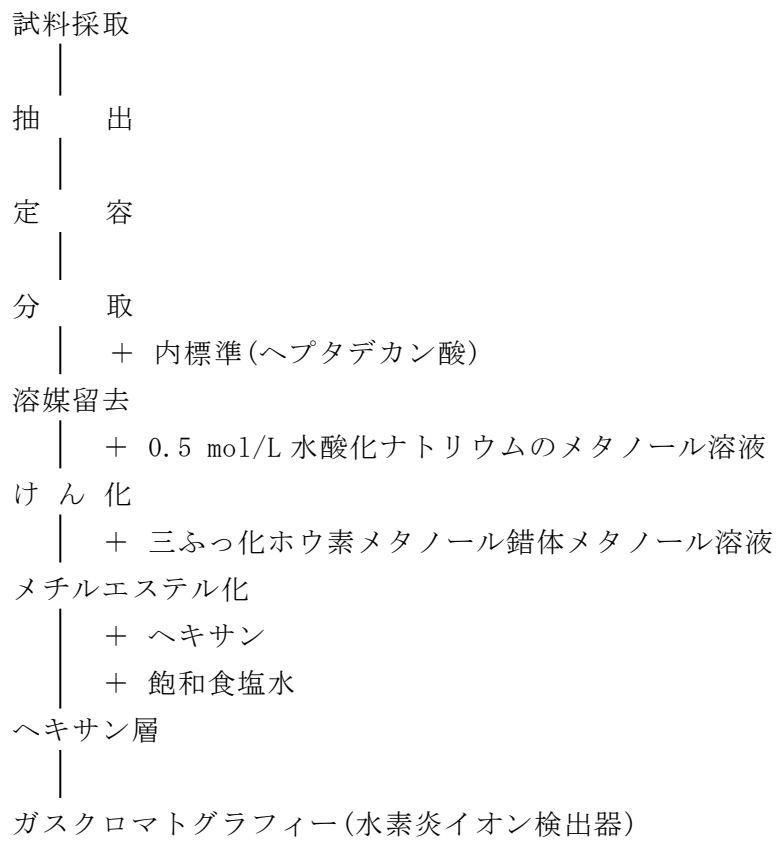 試料採取
抽　　出
定　　容
分　　取
＋ 内標準(ヘプタデカン酸)
溶媒留去
＋ 0.5 mol/L 水酸化ナトリウムのメタノール溶液
け ん 化
＋ 三ふっ化ホウ素メタノール錯体メタノール溶液
メチルエステル化
＋ ヘキサン
＋ 飽和食塩水
ヘキサン層
ガスクロマトグラフィー(水素炎イオン検出器)